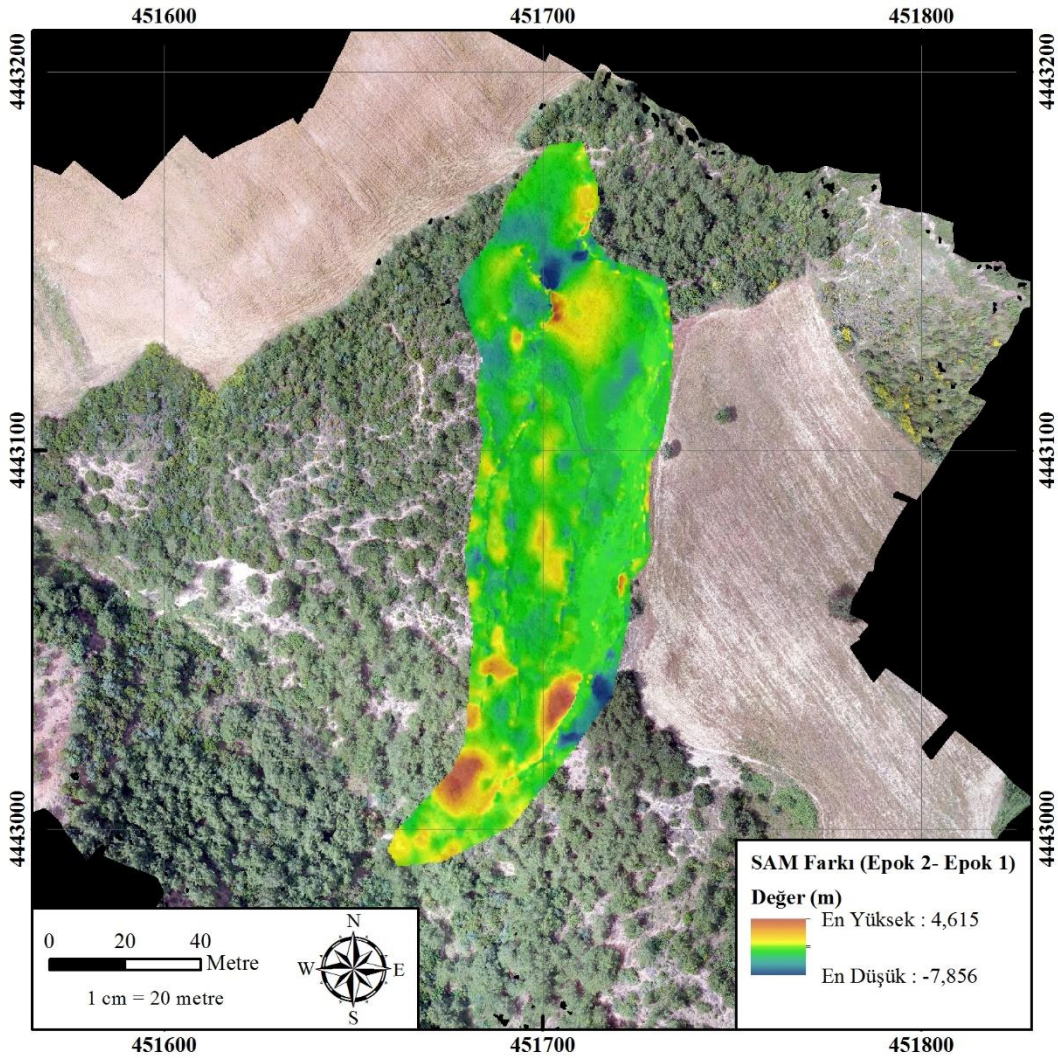 451600 451700 451800
4443200 4443200
4443100 4443100
4443000 4443000
SAM Farkı (Epok 2- Epok 1)
Değer (m)
En Yüksek : 4,615
En Düşük : -7,856
0 20 40
Metre
1 cm = 20 metre
N
W E
S
451600 451700 451800